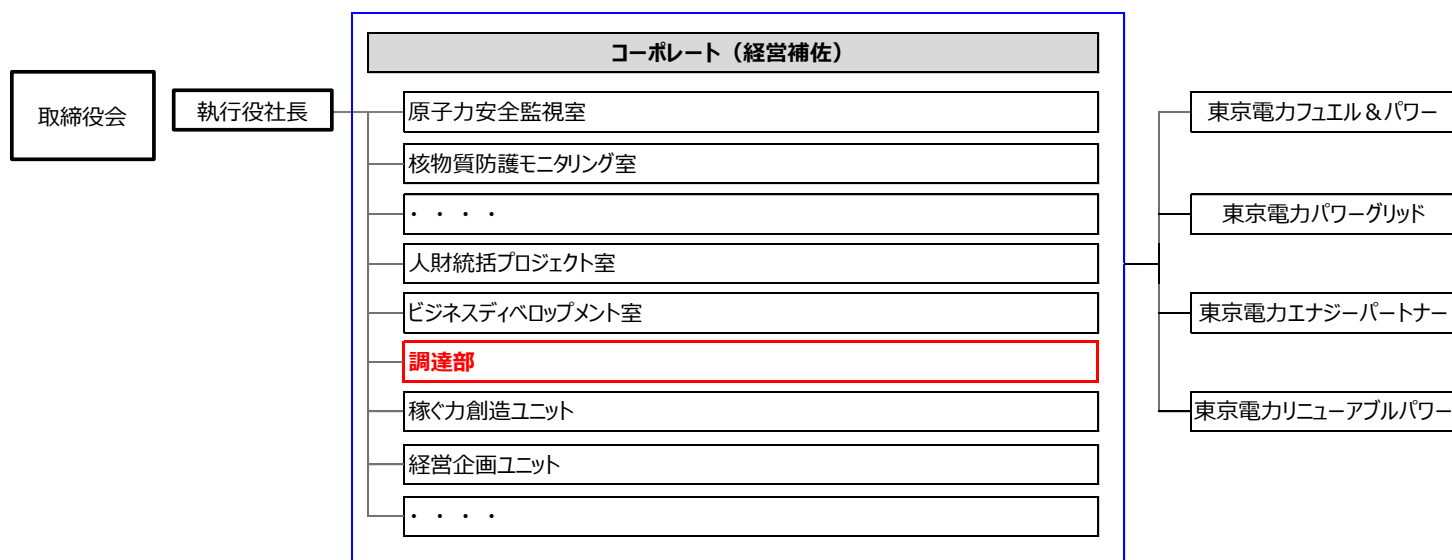 コーポレート（経営補佐）
取締役会
執行役社長
原子力安全監視室
核物質防護モニタリング室
・・・・
人財統括プロジェクト室
ビジネスディベロップメント室
調達部
稼ぐ力創造ユニット
経営企画ユニット
・・・・
東京電力フュエル＆パワー
東京電力パワーグリッド
東京電力エナジーパートナー
東京電力リニューアブルパワー